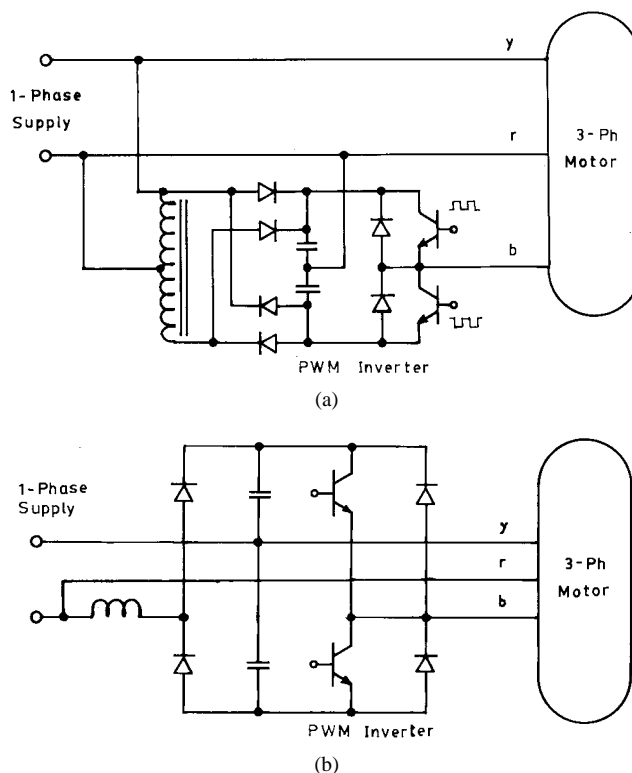 y
1-Phase
Supply
r
3-Ph
Motor
b
PWM Inverter
(a)
1-Phase
Supply
y
r
3-Ph
Motor
b
PWM Inverter
(b)